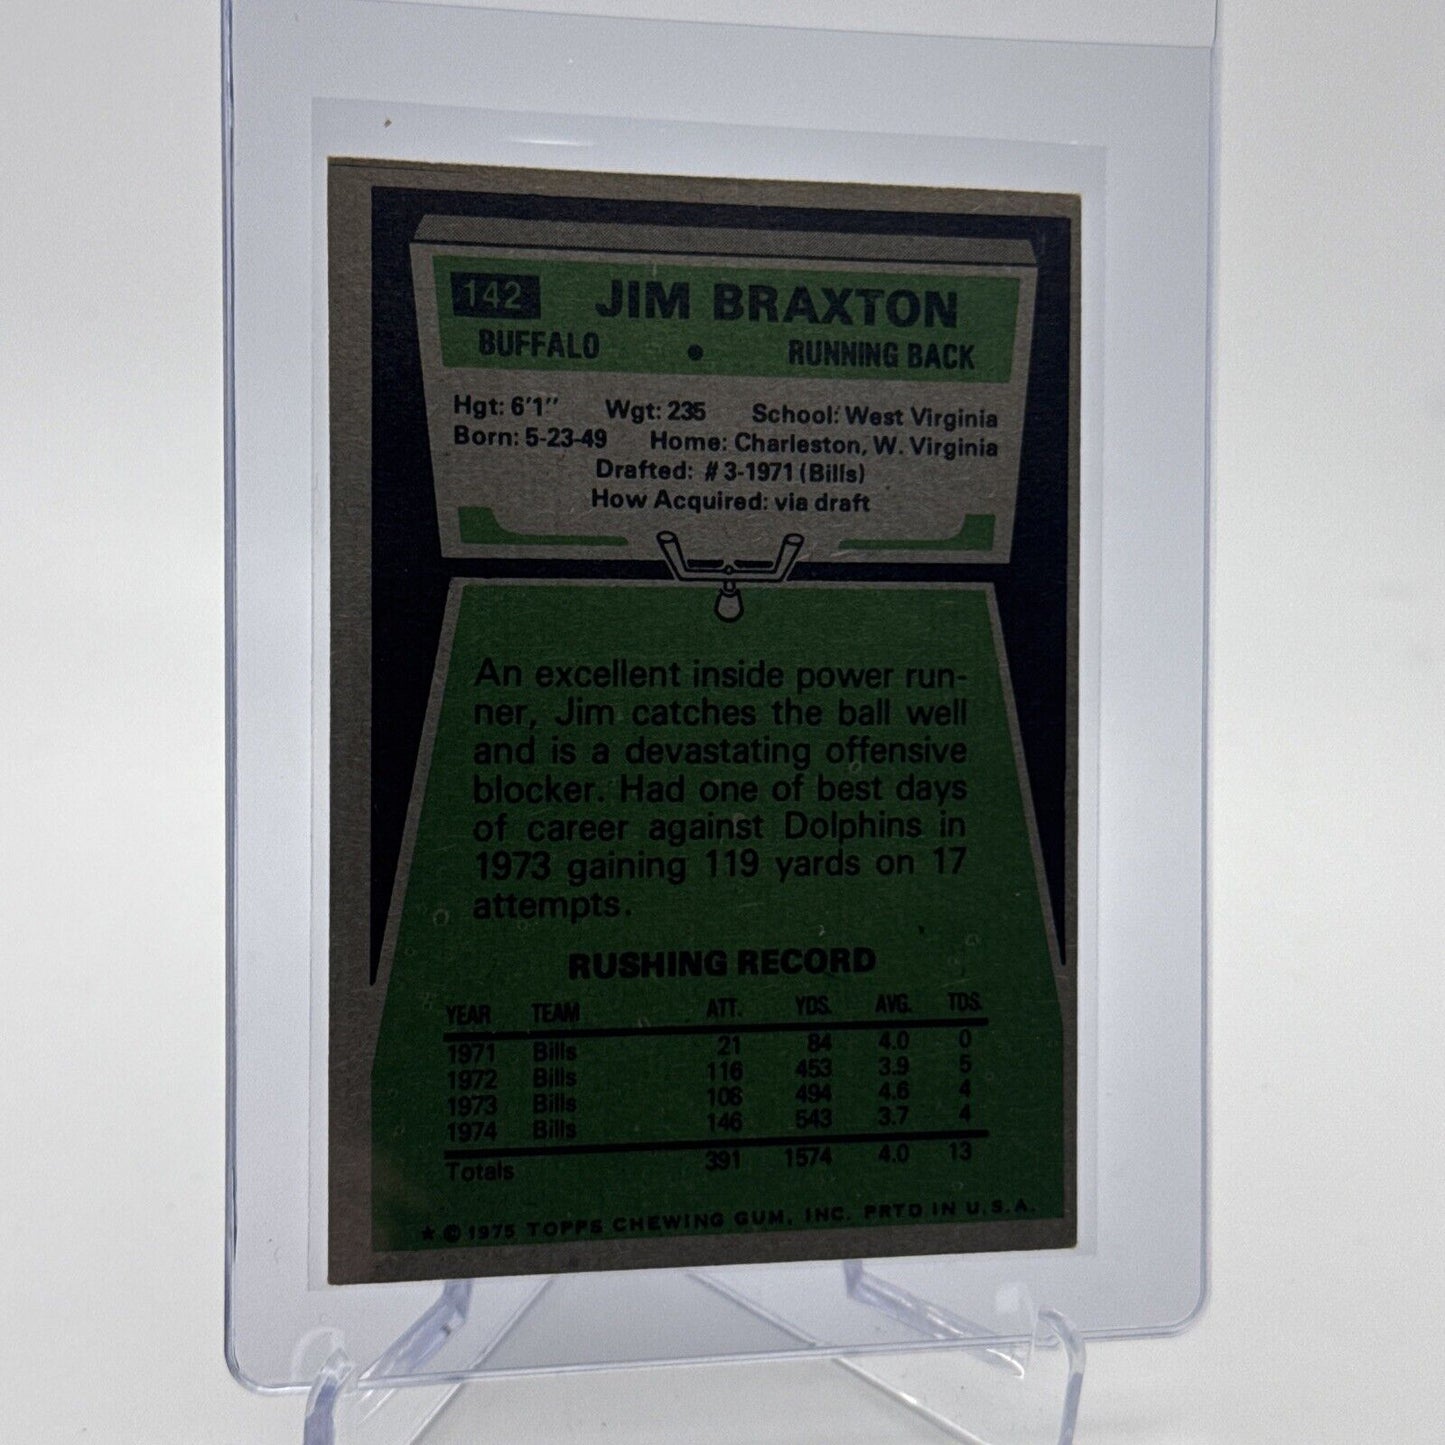 142 JIM BRAXTON
BUFFALO • RUNNING BACK
Hgt: 6'1" Wgt: 235 School: West Virginia
Born: 5-23-49 Home: Charleston, W. Virginia
Drafted: #3-1971 (Bills)
How Acquired: via draft
An excellent inside power run-
ner, Jim catches the ball well
and is a devastating offensive
blocker. Had one of best days
of career against Dolphins in
1973 gaining 119 yards on 17
attempts.
RUSHING RECORD
YEAR TEAM ATT. YDS. AVG. TDS.
1971 Bills 21 84 4.0 0
1972 Bills 116 453 3.9 5
1973 Bills 108 494 4.6 4
1974 Bills 146 543 3.7 4
Totals 391 1574 4.0 13
★ © 1975 TOPPS CHEWING GUM, INC. PRTD IN U.S.A.